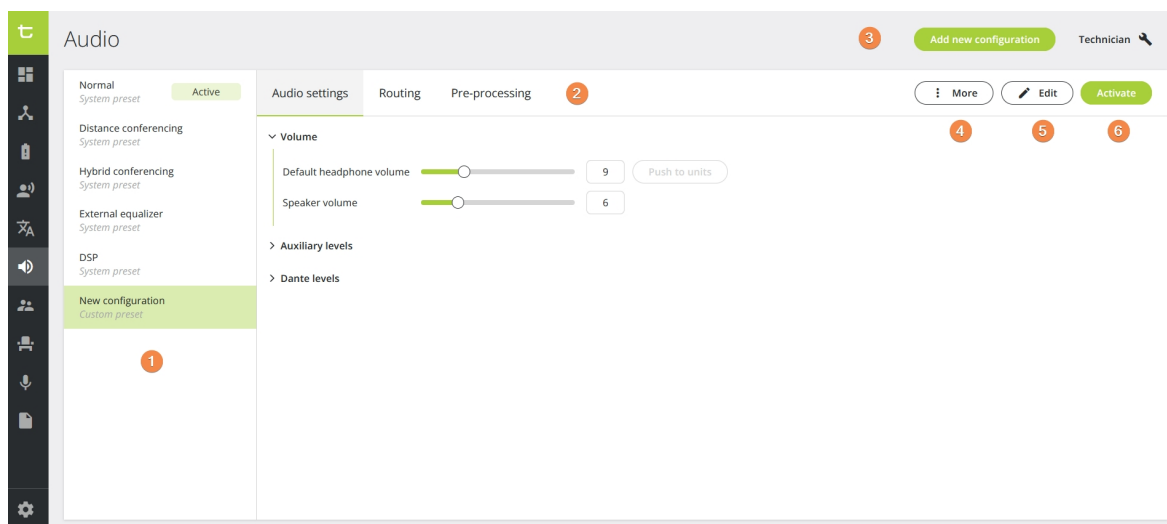 t
Audio
3
Add new configuration
Technician
Normal
System preset
Active
Distance conferencing
System preset
Hybrid conferencing
System preset
External equalizer
System preset
DSP
System preset
New configuration
Custom preset
1
Audio settings
Routing
Pre-processing
2
More
Edit
Activate
4
5
6
Volume
Default headphone volume
9
Push to units
Speaker volume
6
Auxiliary levels
Dante levels